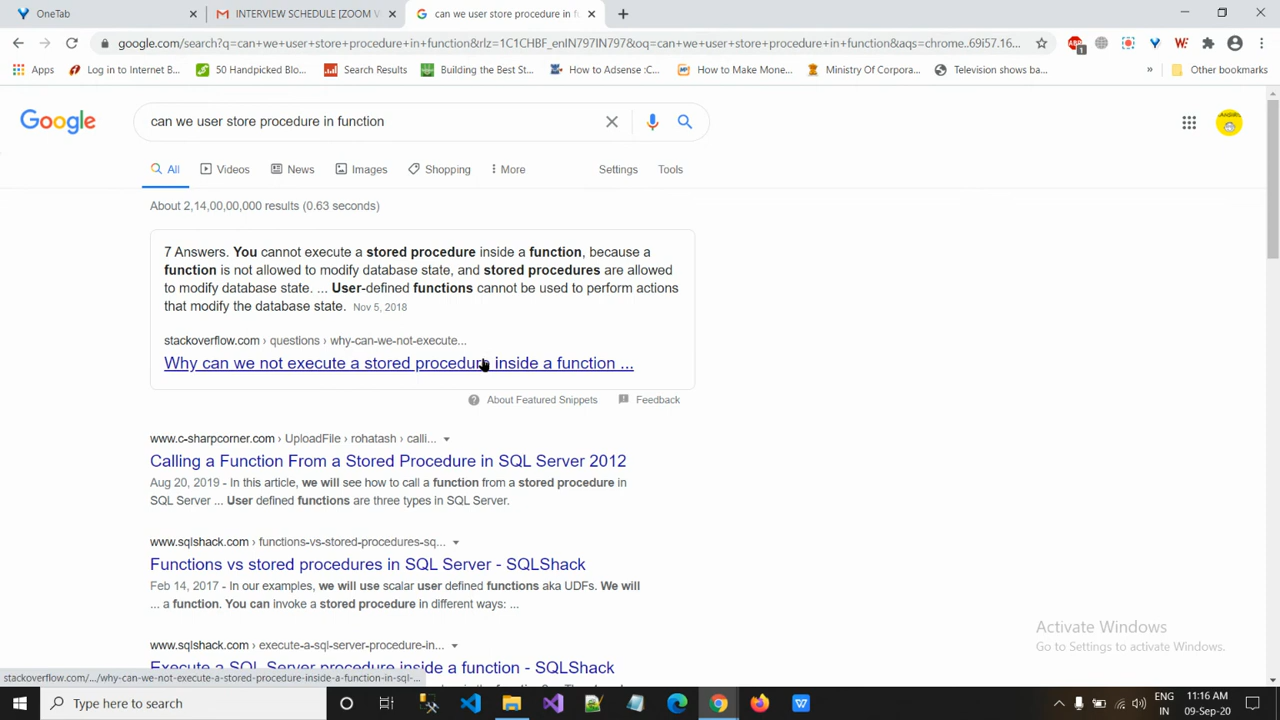 OneTab
INTERVIEW SCHEDULE [ZOOM V
can we user store procedure in f
google.com/search?q=can+we+user+store+procedure+in+function&rlz=1C1CHBF_enIN797IN797&oq=can+we+user+store+procedure+in+function&aqs=chrome..69i57.16...
Apps
Log in to Internet B...
50 Handpicked Blo...
Search Results
Building the Best St...
How to Adsense :C...
How to Make Mone...
Ministry Of Corpora...
Television shows ba...
»
Other bookmarks
Google
can we user store procedure in function
All
Videos
News
Images
Shopping
More
Settings
Tools
About 2,14,00,00,000 results (0.63 seconds)
7 Answers. You cannot execute a stored procedure inside a function, because a
function is not allowed to modify database state, and stored procedures are allowed
to modify database state. ... User-defined functions cannot be used to perform actions
that modify the database state. Nov 5, 2018
stackoverflow.com › questions › why-can-we-not-execute...
Why can we not execute a stored procedure inside a function ...
About Featured Snippets
Feedback
www.c-sharpcorner.com › UploadFile › rohatash › calli...
Calling a Function From a Stored Procedure in SQL Server 2012
Aug 20, 2019 - In this article, we will see how to call a function from a stored procedure in
SQL Server ... User defined functions are three types in SQL Server.
www.sqlshack.com › functions-vs-stored-procedures-sq...
Functions vs stored procedures in SQL Server - SQLShack
Feb 14, 2017 - In our examples, we will use scalar user defined functions aka UDFs. We will
... a function. You can invoke a stored procedure in different ways: ...
www.sqlshack.com › execute-a-sql-server-procedure-in...
Execute a SQL Server procedure inside a function - SQLShack
Activate Windows
Go to Settings to activate Windows.
stackoverflow.com/.../why-can-we-not-execute-a-stored-procedure-inside-a-function-in-sql-...
Type here to search
ENG
IN
11:16 AM
09-Sep-20